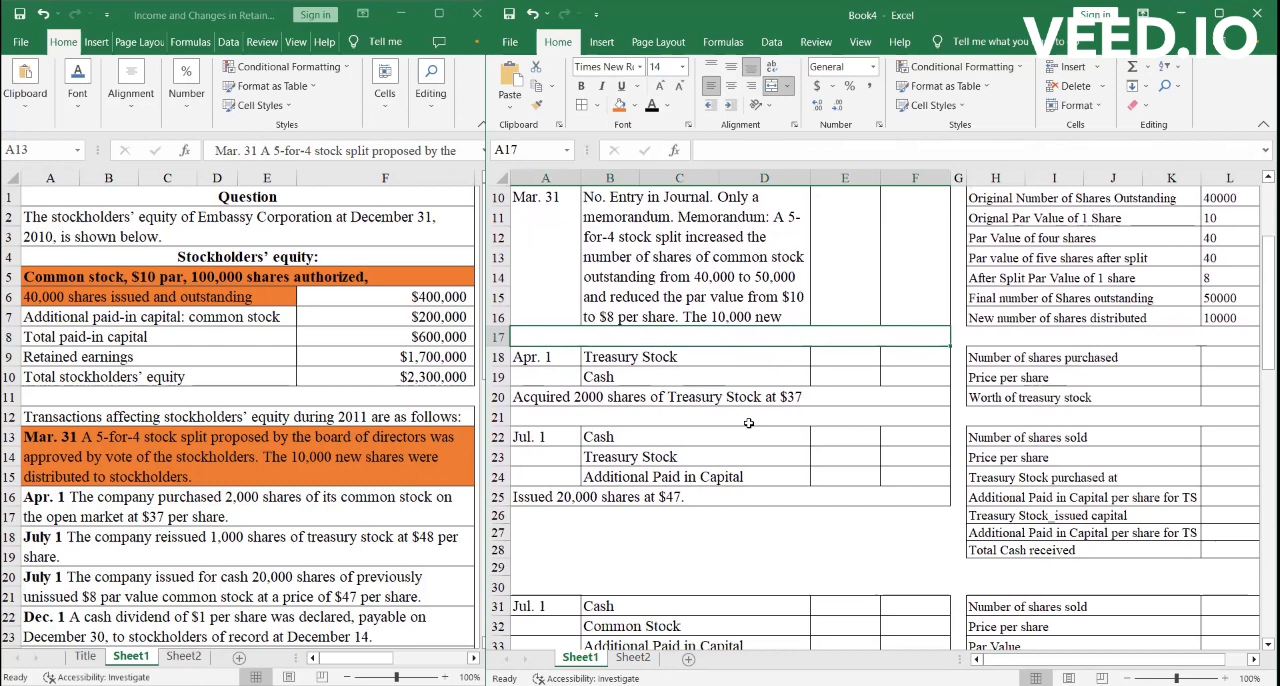 Income and Changes in Retain... Sign in
Book4 - Excel Sign in
VEED.IO
File Home Insert Page Layou Formulas Data Review View Help Tell me
File Home Insert Page Layout Formulas Data Review View Help Tell me what you
Clipboard Font Alignment Number Conditional Formatting Format as Table Cell Styles Styles Cells Editing
Paste Clipboard Times New Ro 14 B I U A A A Font ab Alignment General $ % , Number Conditional Formatting Format as Table Cell Styles Styles Insert Delete Format Cells Editing
A13 fx Mar. 31 A 5-for-4 stock split proposed by the
A17 fx
A B C D E F
1 Question
2 The stockholders' equity of Embassy Corporation at December 31,
3 2010, is shown below.
4 Stockholders' equity:
5 Common stock, $10 par, 100,000 shares authorized,
6 40,000 shares issued and outstanding $400,000
7 Additional paid-in capital: common stock $200,000
8 Total paid-in capital $600,000
9 Retained earnings $1,700,000
10 Total stockholders' equity $2,300,000
11
12 Transactions affecting stockholders' equity during 2011 are as follows:
13 Mar. 31 A 5-for-4 stock split proposed by the board of directors was
14 approved by vote of the stockholders. The 10,000 new shares were
15 distributed to stockholders.
16 Apr. 1 The company purchased 2,000 shares of its common stock on
17 the open market at $37 per share.
18 July 1 The company reissued 1,000 shares of treasury stock at $48 per
19 share.
20 July 1 The company issued for cash 20,000 shares of previously
21 unissued $8 par value common stock at a price of $47 per share.
22 Dec. 1 A cash dividend of $1 per share was declared, payable on
23 December 30, to stockholders of record at December 14.
Title Sheet1 Sheet2
Ready Accessibility: Investigate 100%
A B C D E F G H I J K L
10 Mar. 31 No. Entry in Journal. Only a Original Number of Shares Outstanding 40000
11 memorandum. Memorandum: A 5- Orignal Par Value of 1 Share 10
12 for-4 stock split increased the Par Value of four shares 40
13 number of shares of common stock Par value of five shares after split 40
14 outstanding from 40,000 to 50,000 After Split Par Value of 1 share 8
15 and reduced the par value from $10 Final number of Shares outstanding 50000
16 to $8 per share. The 10,000 new New number of shares distributed 10000
17
18 Apr. 1 Treasury Stock Number of shares purchased
19 Cash Price per share
20 Acquired 2000 shares of Treasury Stock at $37 Worth of treasury stock
21
22 Jul. 1 Cash Number of shares sold
23 Treasury Stock Price per share
24 Additional Paid in Capital Treasury Stock purchased at
25 Issued 20,000 shares at $47. Additional Paid in Capital per share for TS
26 Treasury Stock issued capital
27 Additional Paid in Capital per share for TS
28 Total Cash received
29
30
31 Jul. 1 Cash Number of shares sold
32 Common Stock Price per share
33 Additional Paid in Capital Par Value
Sheet1 Sheet2
Ready Accessibility: Investigate 100%